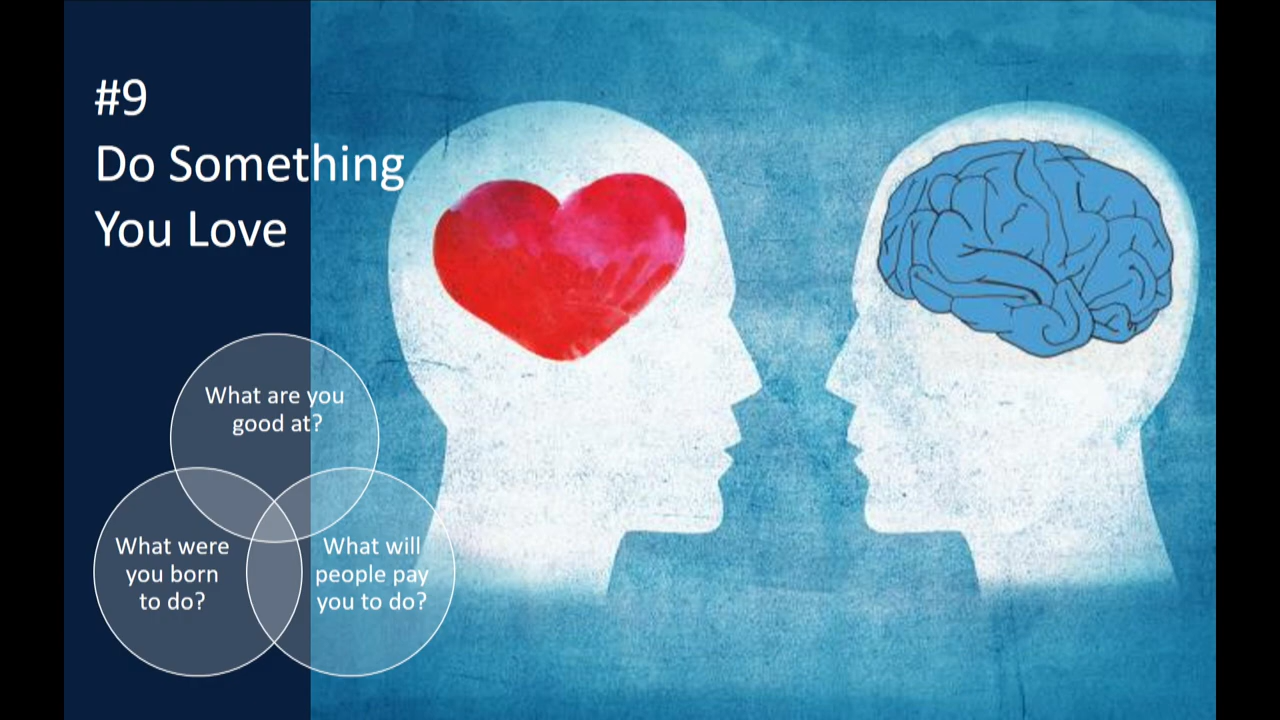 #9
Do Something
You Love
What are you
good at?
What were
you born
to do?
What will
people pay
you to do?